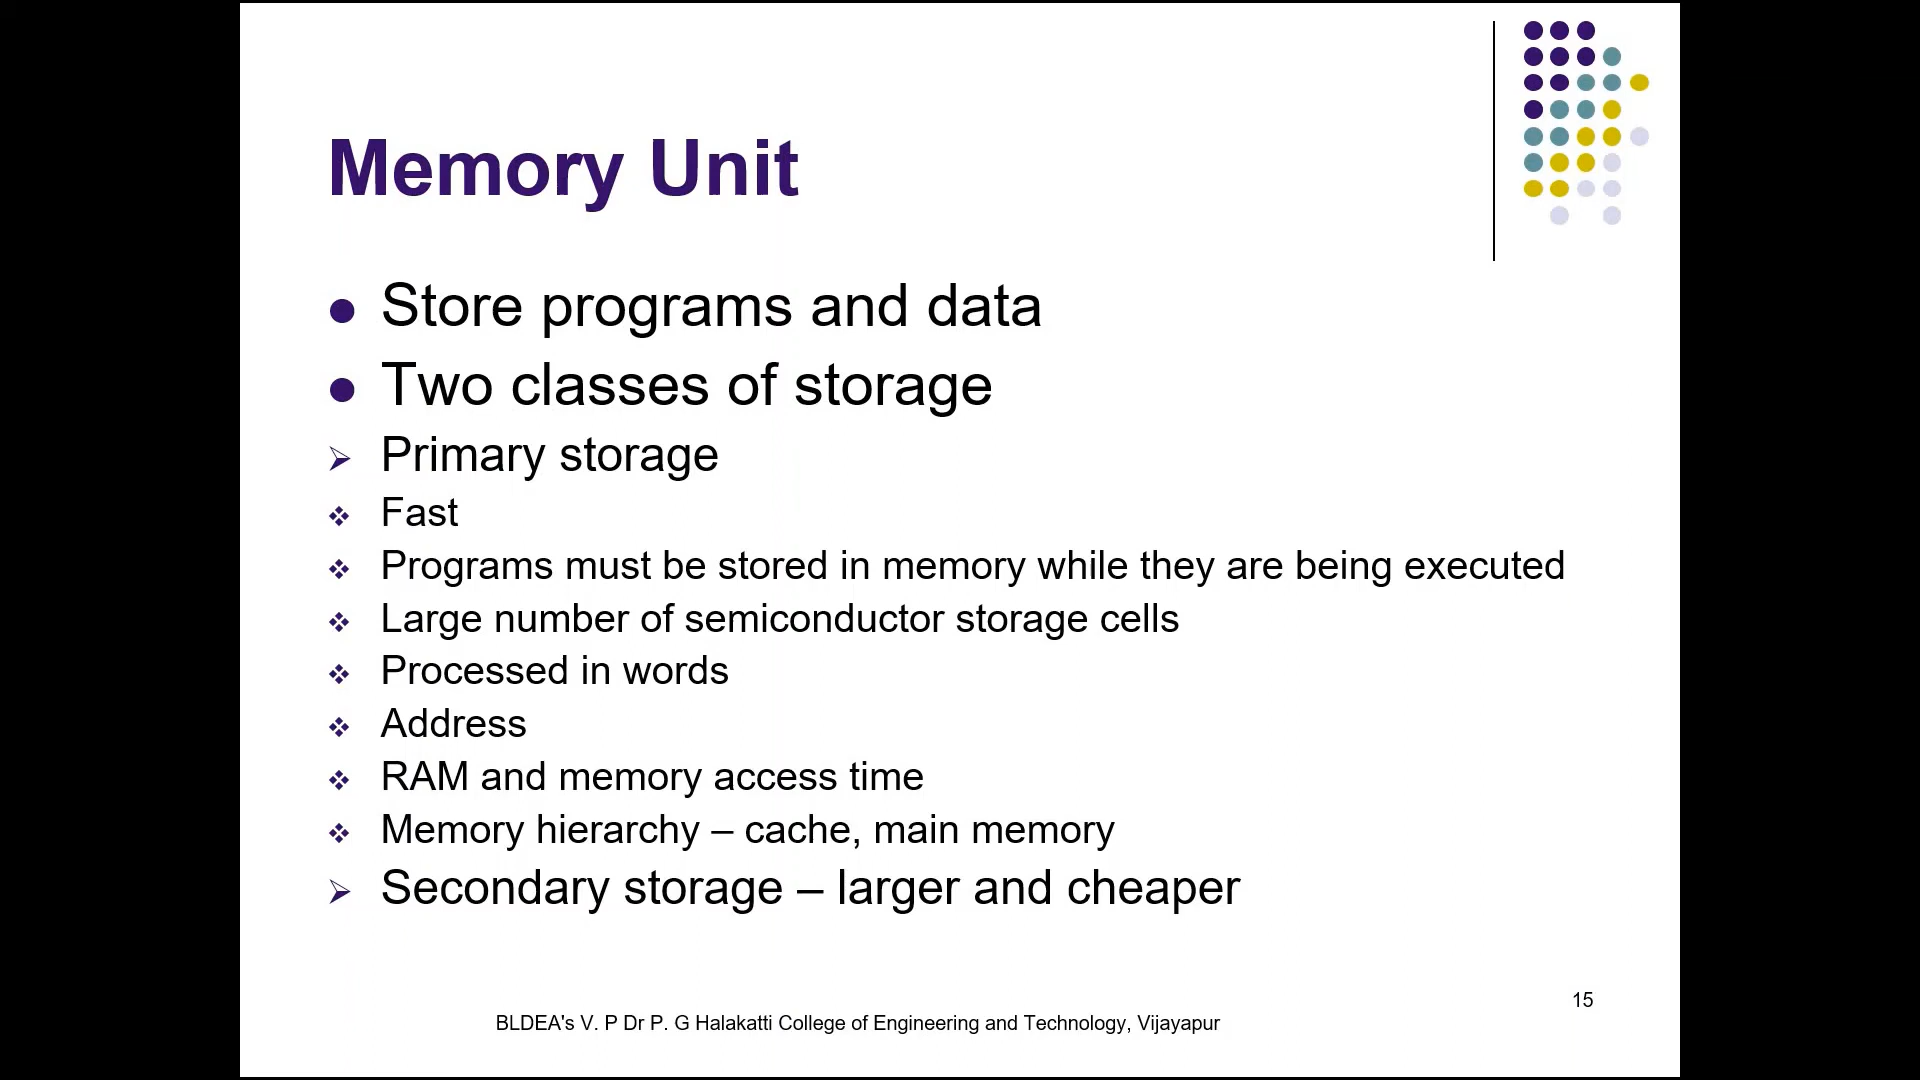 Memory Unit
Store programs and data
Two classes of storage
Primary storage
Fast
Programs must be stored in memory while they are being executed
Large number of semiconductor storage cells
Processed in words
Address
RAM and memory access time
Memory hierarchy – cache, main memory
Secondary storage – larger and cheaper
15
BLDEA's V. P Dr P. G Halakatti College of Engineering and Technology, Vijayapur